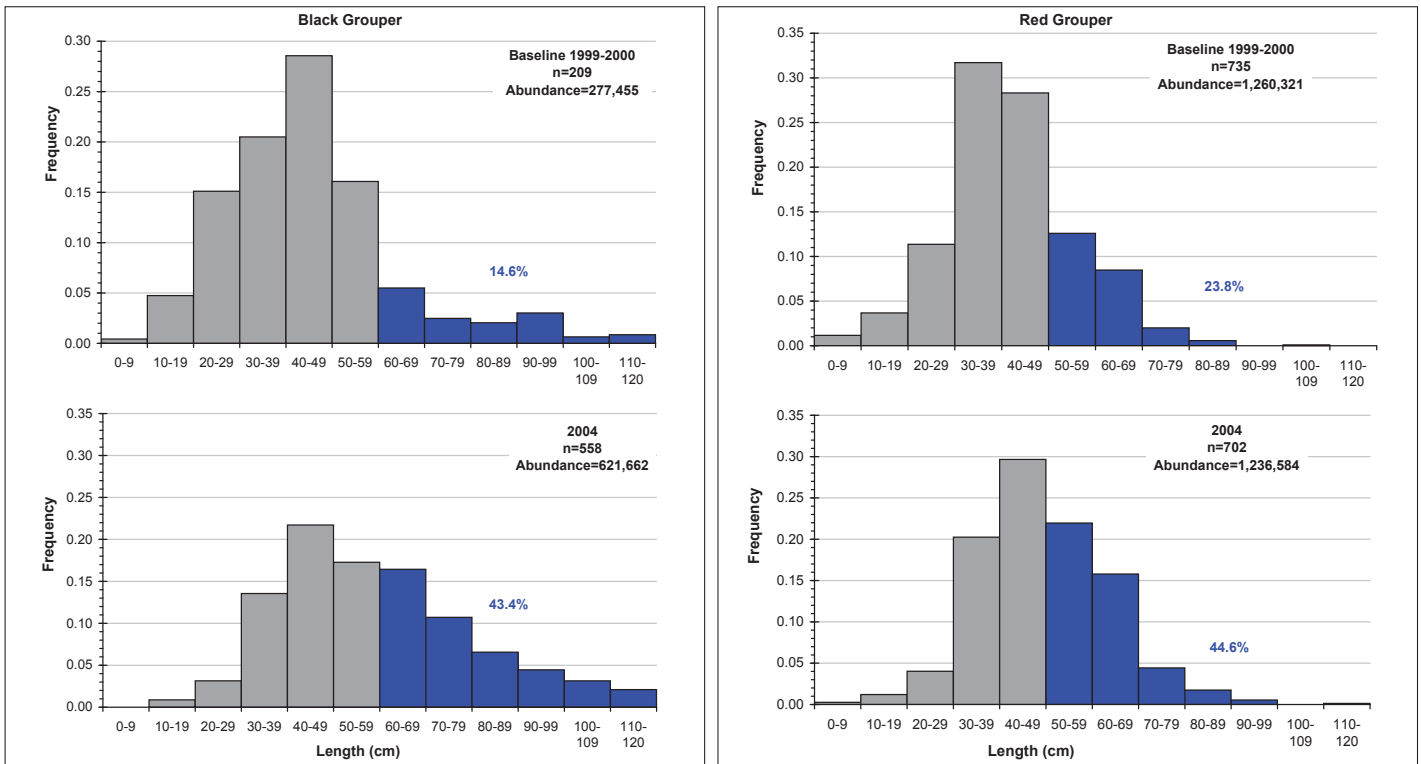 Black Grouper
Baseline 1999-2000
n=209
Abundance=277,455
Frequency
0.30
0.25
0.20
0.15
0.10
0.05
0.00
14.6%
0-9 10-19 20-29 30-39 40-49 50-59 60-69 70-79 80-89 90-99 100-109 110-120
2004
n=558
Abundance=621,662
Frequency
0.35
0.30
0.25
0.20
0.15
0.10
0.05
0.00
43.4%
0-9 10-19 20-29 30-39 40-49 50-59 60-69 70-79 80-89 90-99 100-109 110-120
Length (cm)
Red Grouper
Baseline 1999-2000
n=735
Abundance=1,260,321
Frequency
0.35
0.30
0.25
0.20
0.15
0.10
0.05
0.00
23.8%
0-9 10-19 20-29 30-39 40-49 50-59 60-69 70-79 80-89 90-99 100-109 110-120
2004
n=702
Abundance=1,236,584
Frequency
0.35
0.30
0.25
0.20
0.15
0.10
0.05
0.00
44.6%
0-9 10-19 20-29 30-39 40-49 50-59 60-69 70-79 80-89 90-99 100-109 110-120
Length (cm)